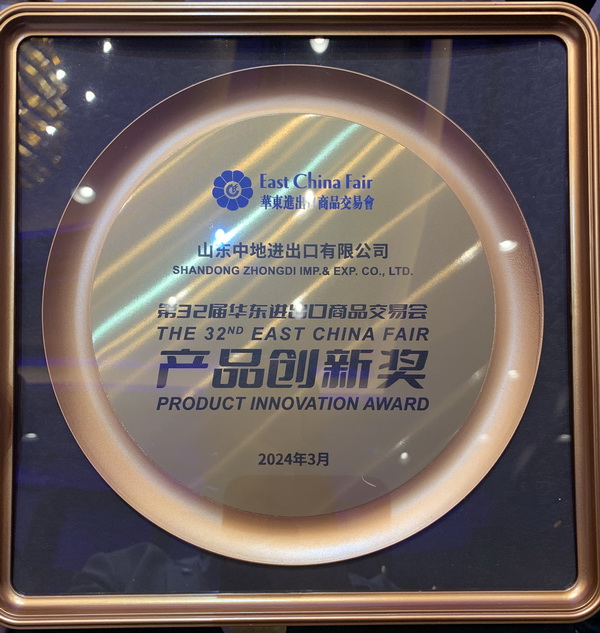 East China Fair
華東進出口商品交易會
山东中地进出口有限公司
SHANDONG ZHONGDI IMP.& EXP. CO., LTD.
第32届华东进出口商品交易会
THE 32ND EAST CHINA FAIR
产品创新奖
PRODUCT INNOVATION AWARD
2024年3月